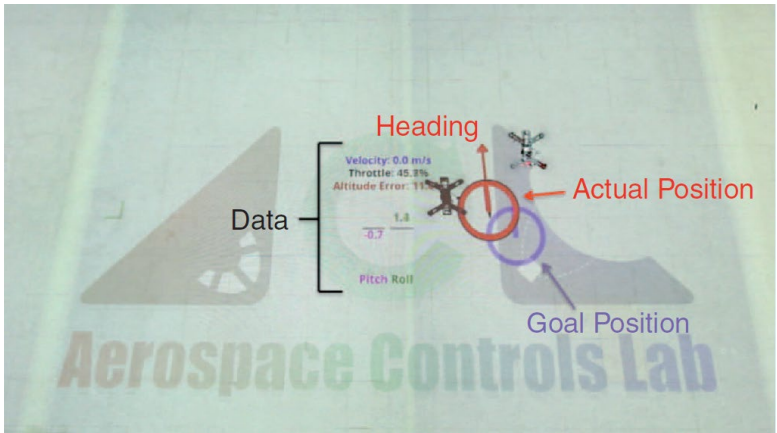 Heading
Velocity: 0.0 m/s
Throttle: 45.3%
Altitude Error:
Actual Position
Data
1.4
-0.7
Pitch Roll
Goal Position
Aerospace Controls Lab